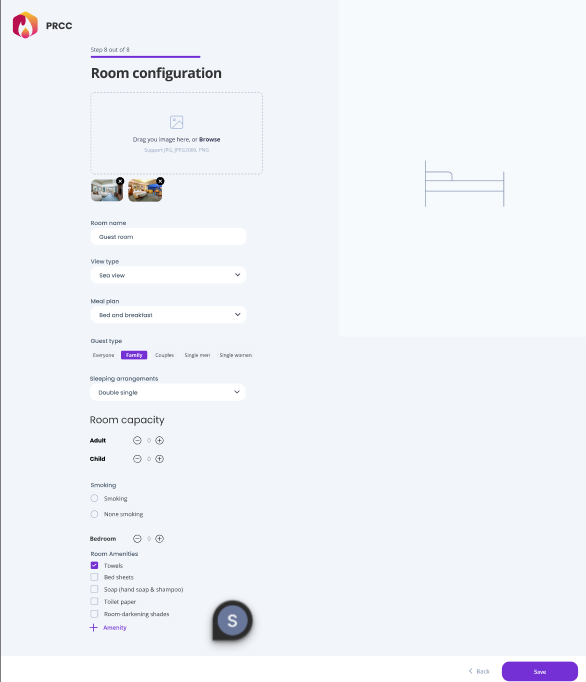 PRCC
Step 8 out of 8
Room configuration
Drag you image here, or Browse
Support JPG, JPEG2000, PNG
Room name
Guest room
View type
Sea view
Meal plan
Bed and breakfast
Guest type
Everyone Family Couples Single men Single women
Sleeping arrangements
Double single
Room capacity
Adult 0
Child 0
Smoking
Smoking
None smoking
Bedroom 0
Room Amenities
Towels
Bed sheets
Soap (hand soap & shampoo)
Toilet paper
Room-darkening shades
Amenity
S
Back
Save